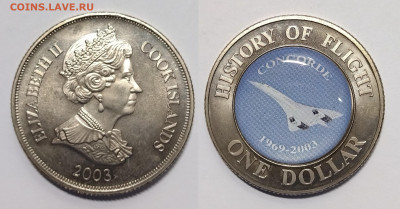 COINS.LAVE.RU
ELIZABETH II
COOK ISLANDS
2003
HISTORY OF FLIGHT
CONCORDE
1969-2003
ONE DOLLAR